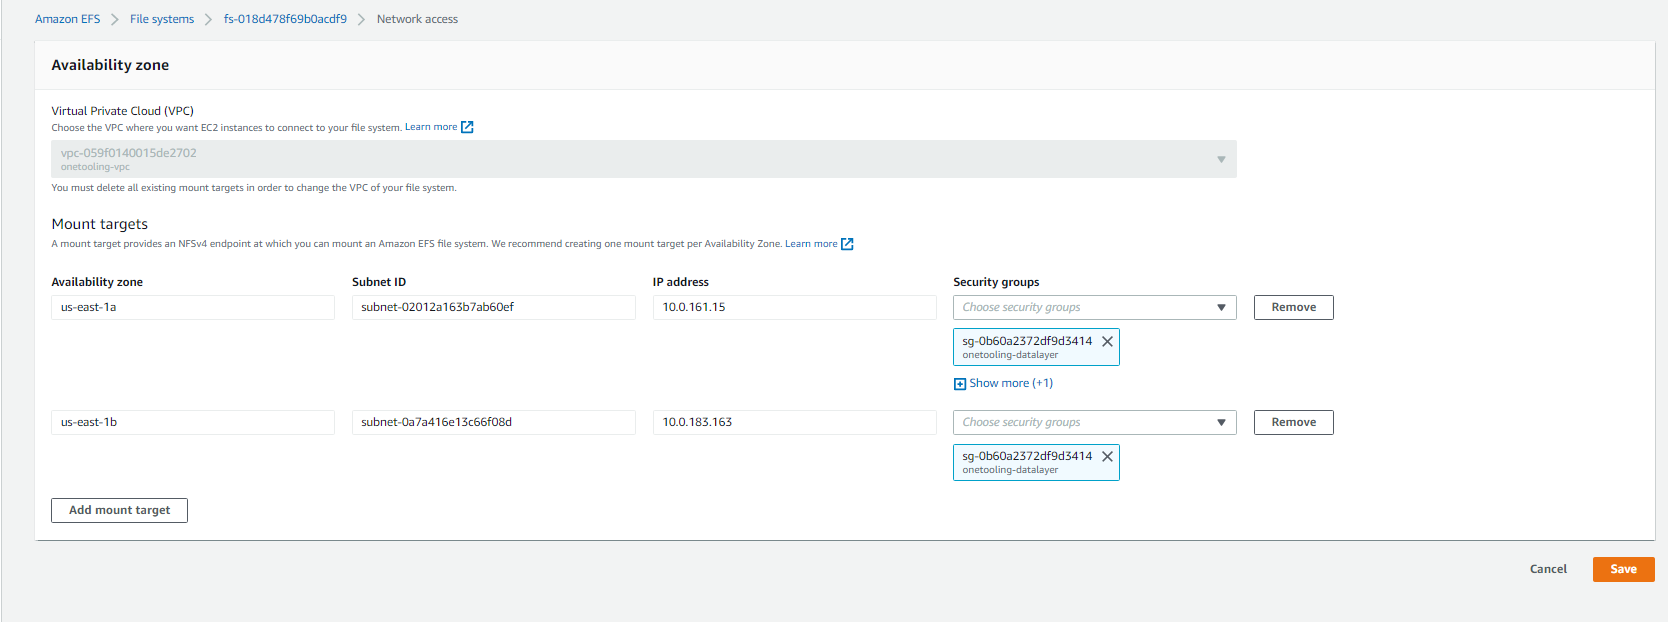 Amazon EFS > File systems > fs-018d478f69b0acdf9 > Network access
Availability zone
Virtual Private Cloud (VPC)
Choose the VPC where you want EC2 instances to connect to your file system. Learn more
vpc-059f0140015de2702
onetooling-vpc
You must delete all existing mount targets in order to change the VPC of your file system.
Mount targets
A mount target provides an NFSv4 endpoint at which you can mount an Amazon EFS file system. We recommend creating one mount target per Availability Zone. Learn more
Availability zone Subnet ID IP address Security groups
us-east-1a subnet-02012a163b7ab60ef 10.0.161.15 Choose security groups Remove
sg-0b60a2372df9d3414
onetooling-datalayer
Show more (+1)
us-east-1b subnet-0a7a416e13c66f08d 10.0.183.163 Choose security groups Remove
sg-0b60a2372df9d3414
onetooling-datalayer
Add mount target
Cancel Save